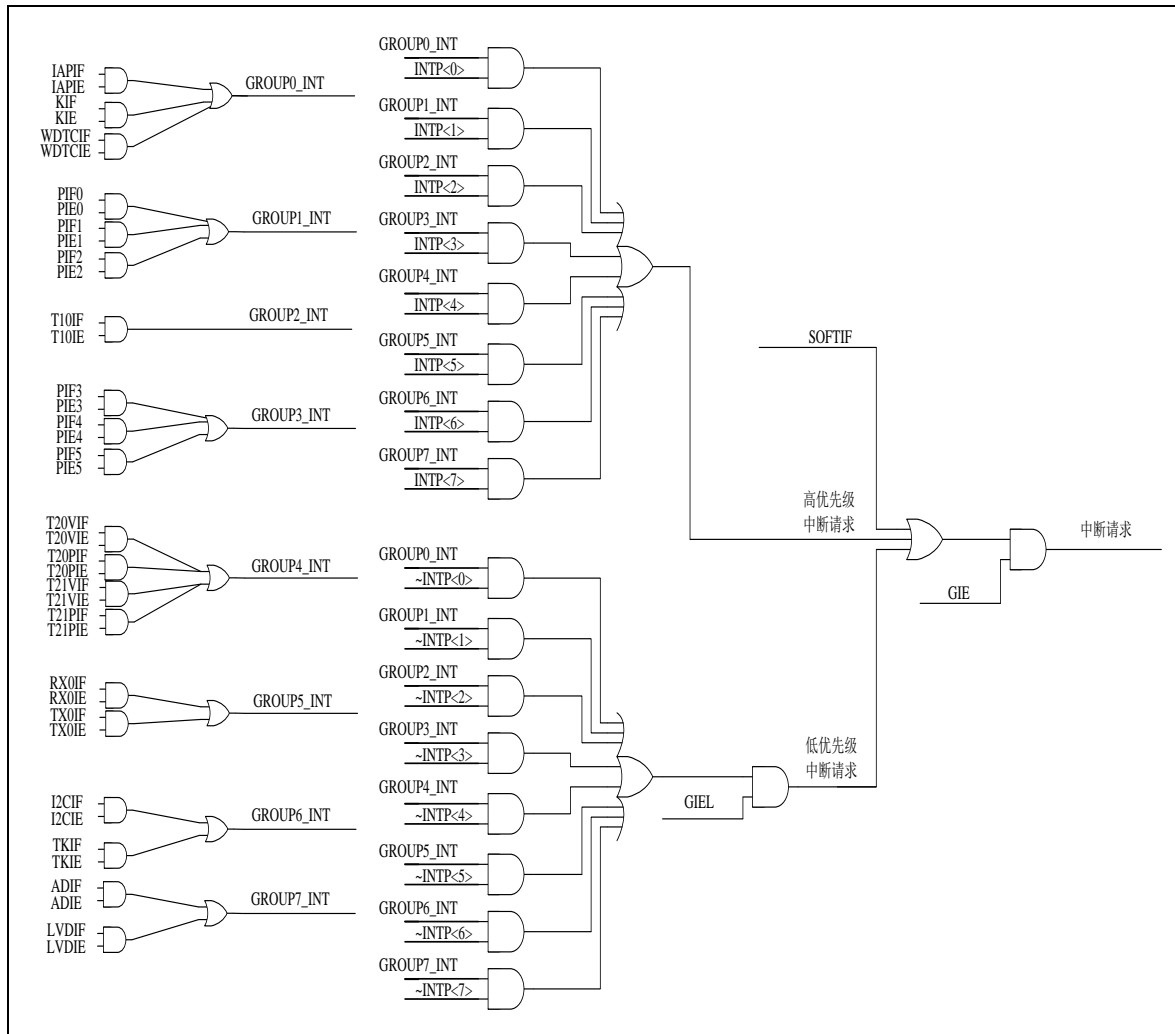 IAPIF
IAPIE
KIF
KIE
WDTCIF
WDTCIE
GROUP0_INT
PIF0
PIE0
PIF1
PIE1
PIF2
PIE2
GROUP1_INT
T10IF
T10IE
GROUP2_INT
PIF3
PIE3
PIF4
PIE4
PIF5
PIE5
GROUP3_INT
T20VIF
T20VIE
T20PIF
T20PIE
T21VIF
T21VIE
T21PIF
T21PIE
GROUP4_INT
RX0IF
RX0IE
TX0IF
TX0IE
GROUP5_INT
I2CIF
I2CIE
TKIF
TKIE
GROUP6_INT
ADIF
ADIE
LVDIF
LVDIE
GROUP7_INT
GROUP0_INT
INTP<0>
GROUP1_INT
INTP<1>
GROUP2_INT
INTP<2>
GROUP3_INT
INTP<3>
GROUP4_INT
INTP<4>
GROUP5_INT
INTP<5>
GROUP6_INT
INTP<6>
GROUP7_INT
INTP<7>
GROUP0_INT
~INTP<0>
GROUP1_INT
~INTP<1>
GROUP2_INT
~INTP<2>
GROUP3_INT
~INTP<3>
GROUP4_INT
~INTP<4>
GROUP5_INT
~INTP<5>
GROUP6_INT
~INTP<6>
GROUP7_INT
~INTP<7>
GIEL
SOFTIF
高优先级
中断请求
低优先级
中断请求
GIE
中断请求